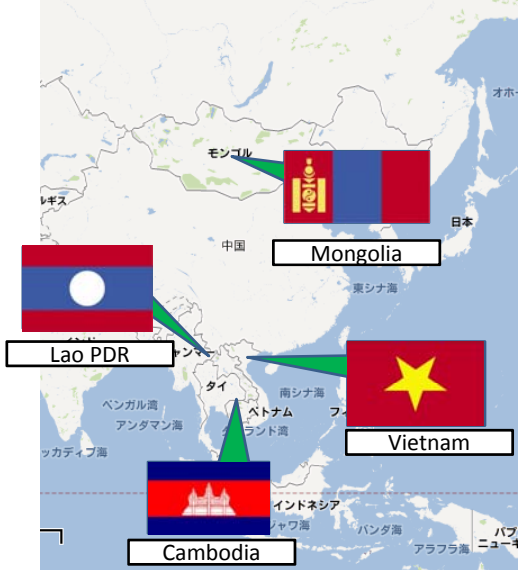 オホー
モンゴル
ルギス
Mongolia
日本
中国
東シナ海
Lao PDR
ャンマー
タイ
南シナ海
ベトナム
フィ
Vietnam
ベンガル湾
アンダマン海
ランド湾
ッカディブ海
インドネシア
ジャワ海
バンダ海
アラフラ海
パプ
ニューキ
Cambodia